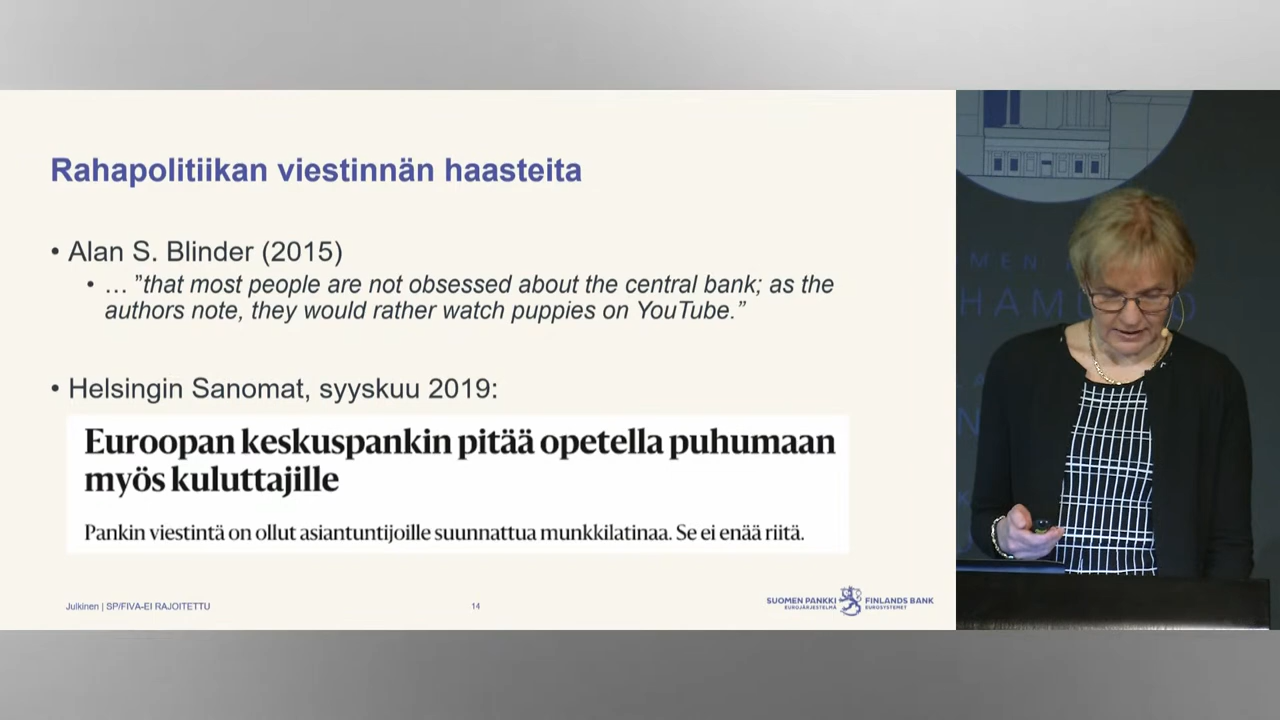 Rahapolitiikan viestinnän haasteita
• Alan S. Blinder (2015)
• … ”that most people are not obsessed about the central bank; as the
authors note, they would rather watch puppies on YouTube.”
• Helsingin Sanomat, syyskuu 2019:
Euroopan keskuspankin pitää opetella puhumaan
myös kuluttajille
Pankin viestintä on ollut asiantuntijoille suunnattua munkkilatinaa. Se ei enää riitä.
Julkinen | SP/FIVA-EI RAJOITETTU
14
SUOMEN PANKKI FINLANDS BANK
EUROJÄRJESTELMÄ EUROSYSTEMET